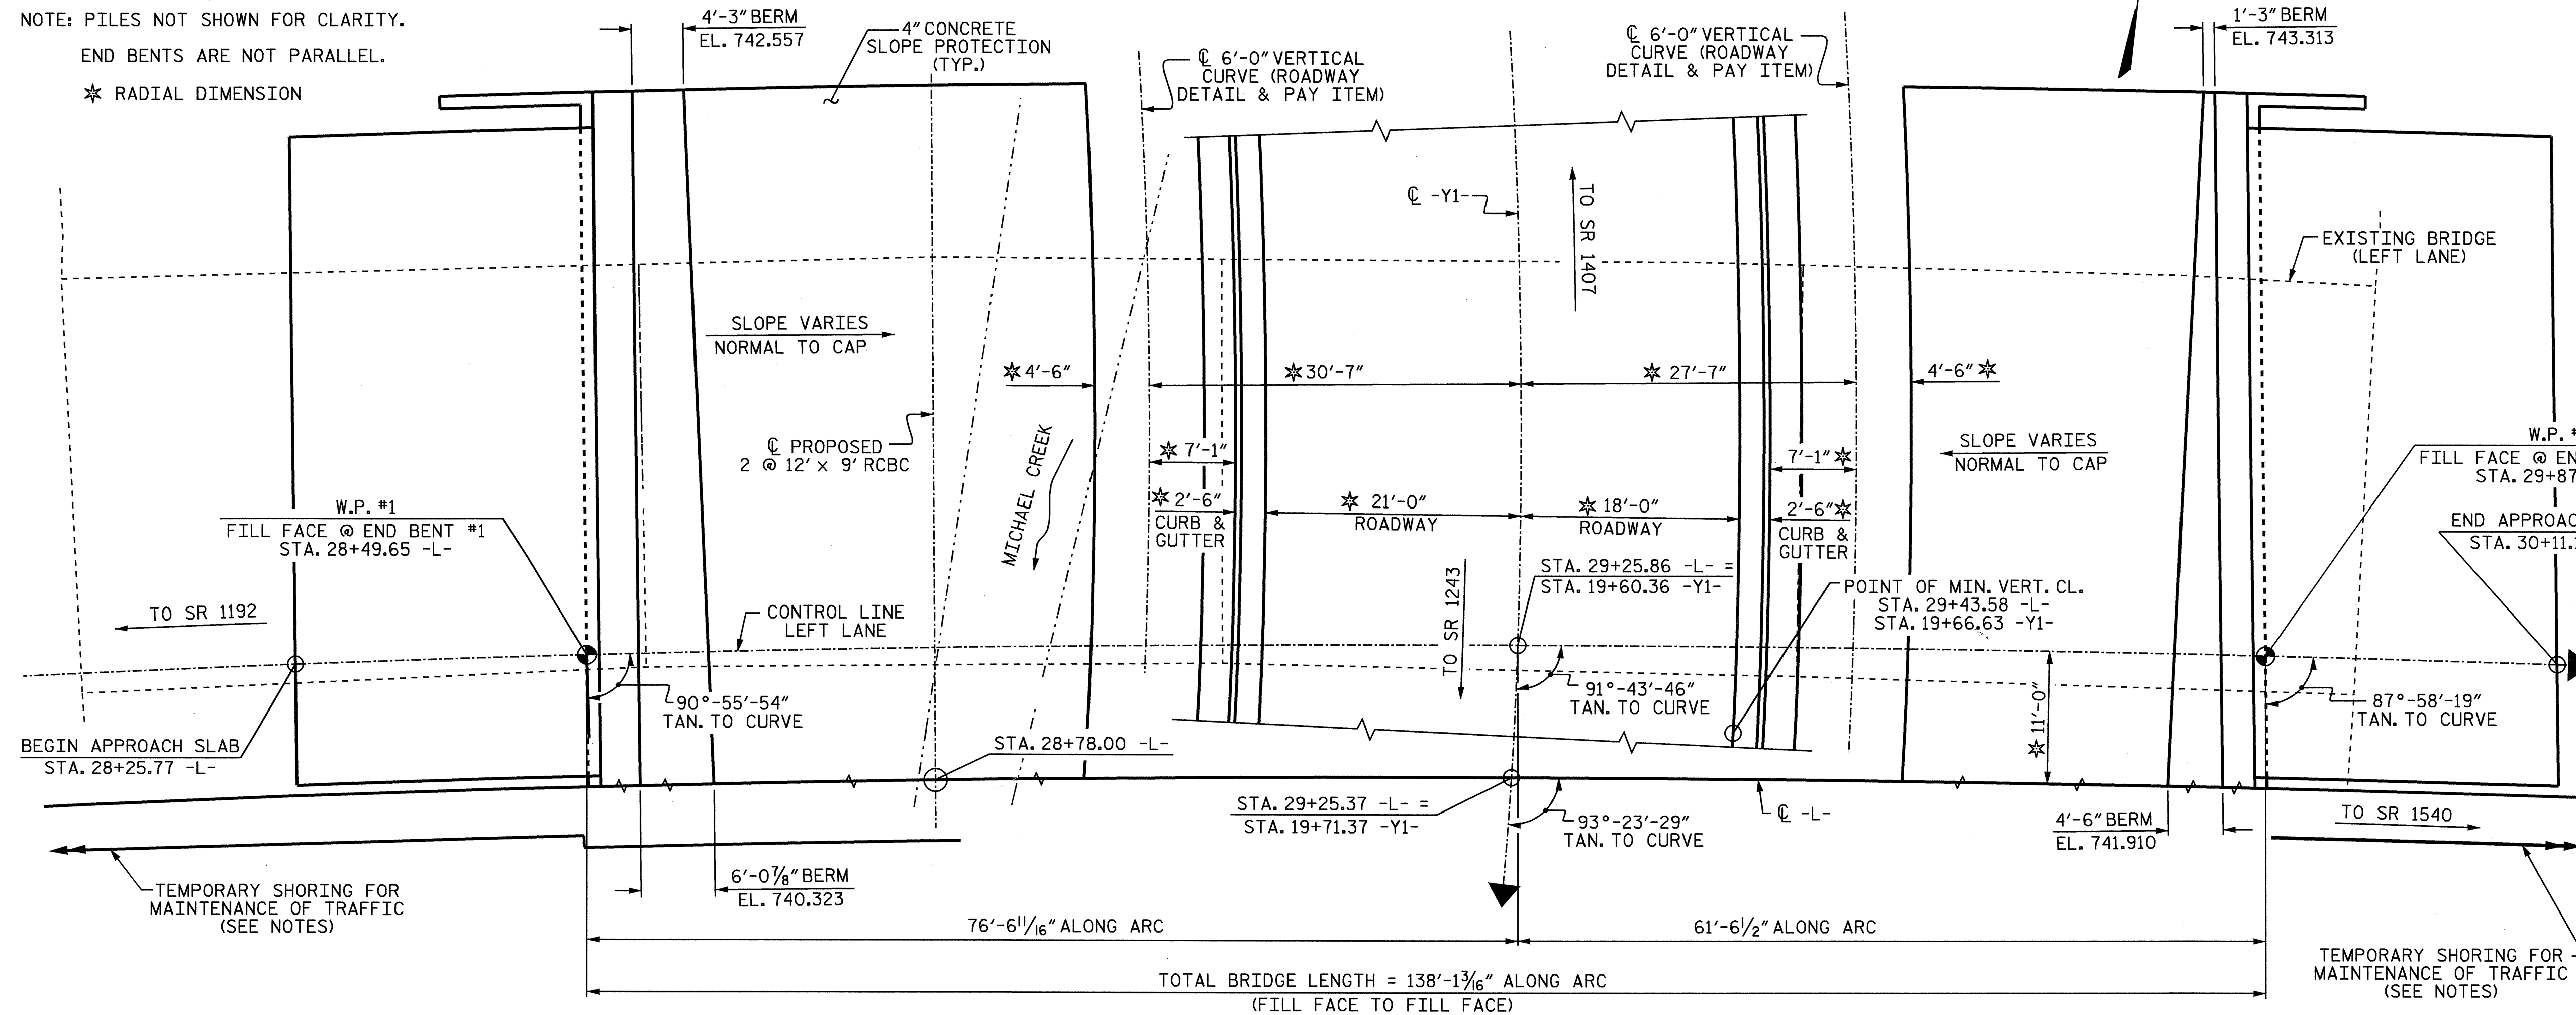 NOTE: PILES NOT SHOWN FOR CLARITY.
END BENTS ARE NOT PARALLEL.
RADIAL DIMENSION
4'-3" BERM
EL. 742.557
4" CONCRETE
SLOPE PROTECTION
(TYP.)
℄ 6'-0" VERTICAL
CURVE (ROADWAY
DETAIL & PAY ITEM)
℄ 6'-0" VERTICAL
CURVE (ROADWAY
DETAIL & PAY ITEM)
1'-3" BERM
EL. 743.313
℄ -Y1-
TO SR 1407
EXISTING BRIDGE
(LEFT LANE)
SLOPE VARIES
NORMAL TO CAP
4'-6"
30'-7"
27'-7"
4'-6"
℄ PROPOSED
2 @ 12' x 9' RCBC
MICHAEL CREEK
7'-1"
7'-1"
SLOPE VARIES
NORMAL TO CAP
W.P. #
FILL FACE @
STA. 29+87
W.P. #1
FILL FACE @ END BENT #1
STA. 28+49.65 -L-
2'-6"
CURB &
GUTTER
21'-0"
ROADWAY
18'-0"
ROADWAY
2'-6"
CURB &
GUTTER
END
STA. 30+11.
TO SR 1192
CONTROL LINE
LEFT LANE
TO SR 1243
STA. 29+25.86 -L- =
STA. 19+60.36 -Y1-
POINT OF MIN. VERT. CL.
STA. 29+43.58 -L-
STA. 19+66.63 -Y1-
90°-55'-54"
TAN. TO CURVE
91°-43'-46"
TAN. TO CURVE
11'-0"
87°-58'-19"
TAN. TO CURVE
BEGIN APPROACH SLAB
STA. 28+25.77 -L-
STA. 28+78.00 -L-
STA. 29+25.37 -L- =
STA. 19+71.37 -Y1-
93°-23'-29"
TAN. TO CURVE
℄ -L-
4'-6" BERM
EL. 741.910
TO SR 1540
TEMPORARY SHORING FOR
MAINTENANCE OF TRAFFIC
(SEE NOTES)
6'-0⅞" BERM
EL. 740.323
76'-6 11/16" ALONG ARC
61'-6 1/2" ALONG ARC
TOTAL BRIDGE LENGTH = 138'-1 3/16" ALONG ARC
(FILL FACE TO FILL FACE)
TEMPORARY SHORING FOR
MAINTENANCE OF TRAFFIC
(SEE NOTES)